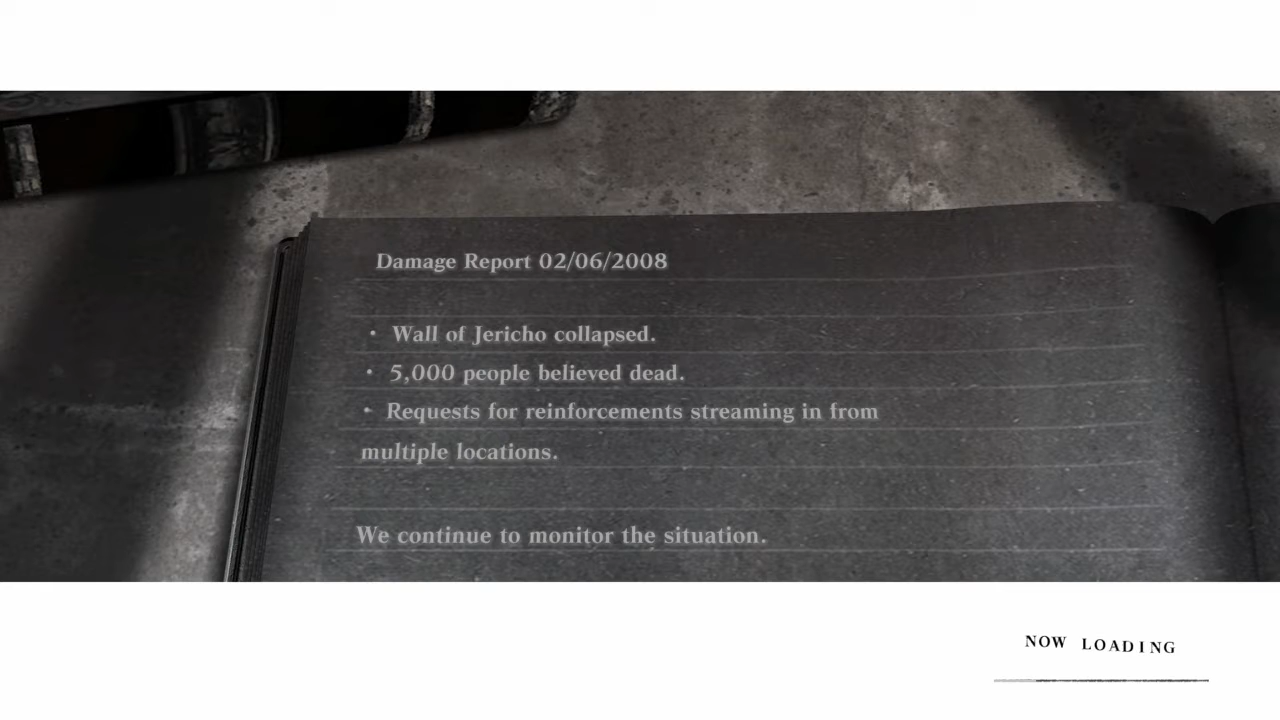 Damage Report 02/06/2008
・ Wall of Jericho collapsed.
・ 5,000 people believed dead.
・ Requests for reinforcements streaming in from
multiple locations.
We continue to monitor the situation.
NOW LOADING